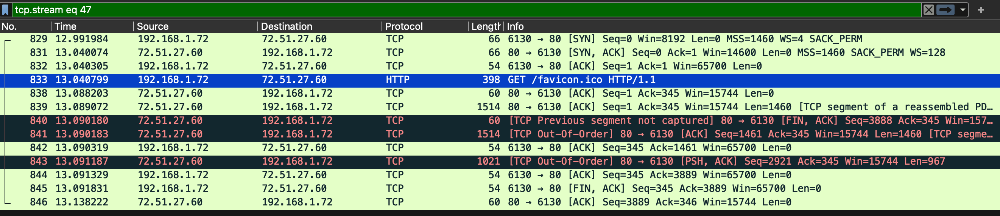 tcp.stream eq 47
No. Time Source Destination Protocol Length Info
829 12.991984 192.168.1.72 72.51.27.60 TCP 66 6130 → 80 [SYN] Seq=0 Win=8192 Len=0 MSS=1460 WS=4 SACK_PERM
831 13.040074 72.51.27.60 192.168.1.72 TCP 66 80 → 6130 [SYN, ACK] Seq=0 Ack=1 Win=14600 Len=0 MSS=1460 SACK_PERM WS=128
832 13.040305 192.168.1.72 72.51.27.60 TCP 54 6130 → 80 [ACK] Seq=1 Ack=1 Win=65700 Len=0
833 13.040799 192.168.1.72 72.51.27.60 HTTP 398 GET /favicon.ico HTTP/1.1
838 13.088203 72.51.27.60 192.168.1.72 TCP 60 80 → 6130 [ACK] Seq=1 Ack=345 Win=15744 Len=0
839 13.089072 72.51.27.60 192.168.1.72 TCP 1514 80 → 6130 [ACK] Seq=1 Ack=345 Win=15744 Len=1460 [TCP segment of a reassembled PD…
840 13.090180 72.51.27.60 192.168.1.72 TCP 60 [TCP Previous segment not captured] 80 → 6130 [FIN, ACK] Seq=3888 Ack=345 Win=157…
841 13.090183 72.51.27.60 192.168.1.72 TCP 1514 [TCP Out-Of-Order] 80 → 6130 [ACK] Seq=1461 Ack=345 Win=15744 Len=1460 [TCP segme…
842 13.090319 192.168.1.72 72.51.27.60 TCP 54 6130 → 80 [ACK] Seq=345 Ack=1461 Win=65700 Len=0
843 13.091187 72.51.27.60 192.168.1.72 TCP 1021 [TCP Out-Of-Order] 80 → 6130 [PSH, ACK] Seq=2921 Ack=345 Win=15744 Len=967
844 13.091329 192.168.1.72 72.51.27.60 TCP 54 6130 → 80 [ACK] Seq=345 Ack=3889 Win=65700 Len=0
845 13.091831 192.168.1.72 72.51.27.60 TCP 54 6130 → 80 [FIN, ACK] Seq=345 Ack=3889 Win=65700 Len=0
846 13.138222 72.51.27.60 192.168.1.72 TCP 60 80 → 6130 [ACK] Seq=3889 Ack=346 Win=15744 Len=0